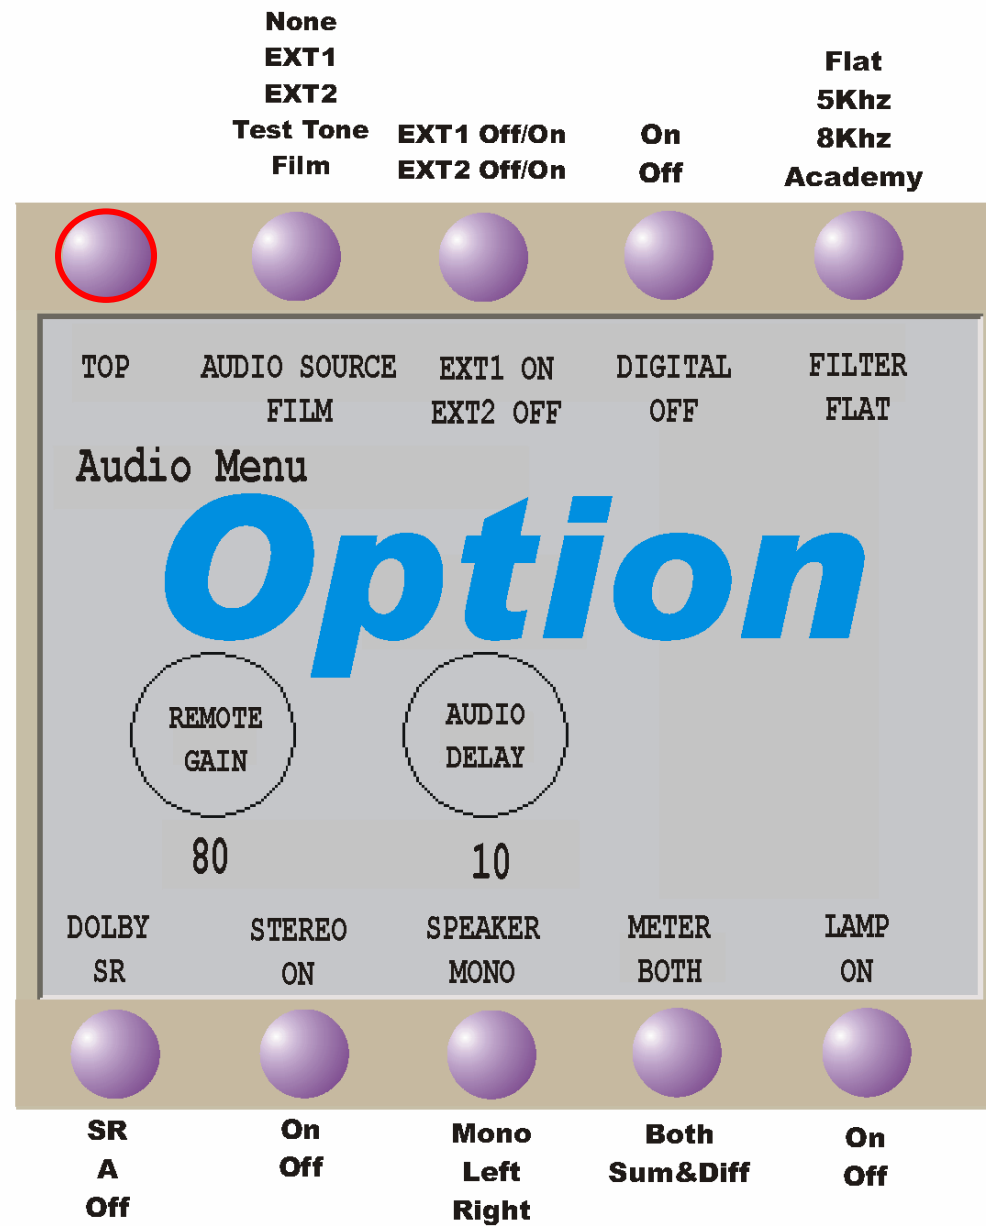 None
EXT1
EXT2
Test Tone
Film
EXT1 Off/On
EXT2 Off/On
On
Off
Flat
5Khz
8Khz
Academy
TOP
AUDIO SOURCE
FILM
EXT1 ON
EXT2 OFF
DIGITAL
OFF
FILTER
FLAT
Audio Menu
Option
REMOTE
GAIN
80
AUDIO
DELAY
10
DOLBY
SR
STEREO
ON
SPEAKER
MONO
METER
BOTH
LAMP
ON
SR
A
Off
On
Off
Mono
Left
Right
Both
Sum&Diff
On
Off